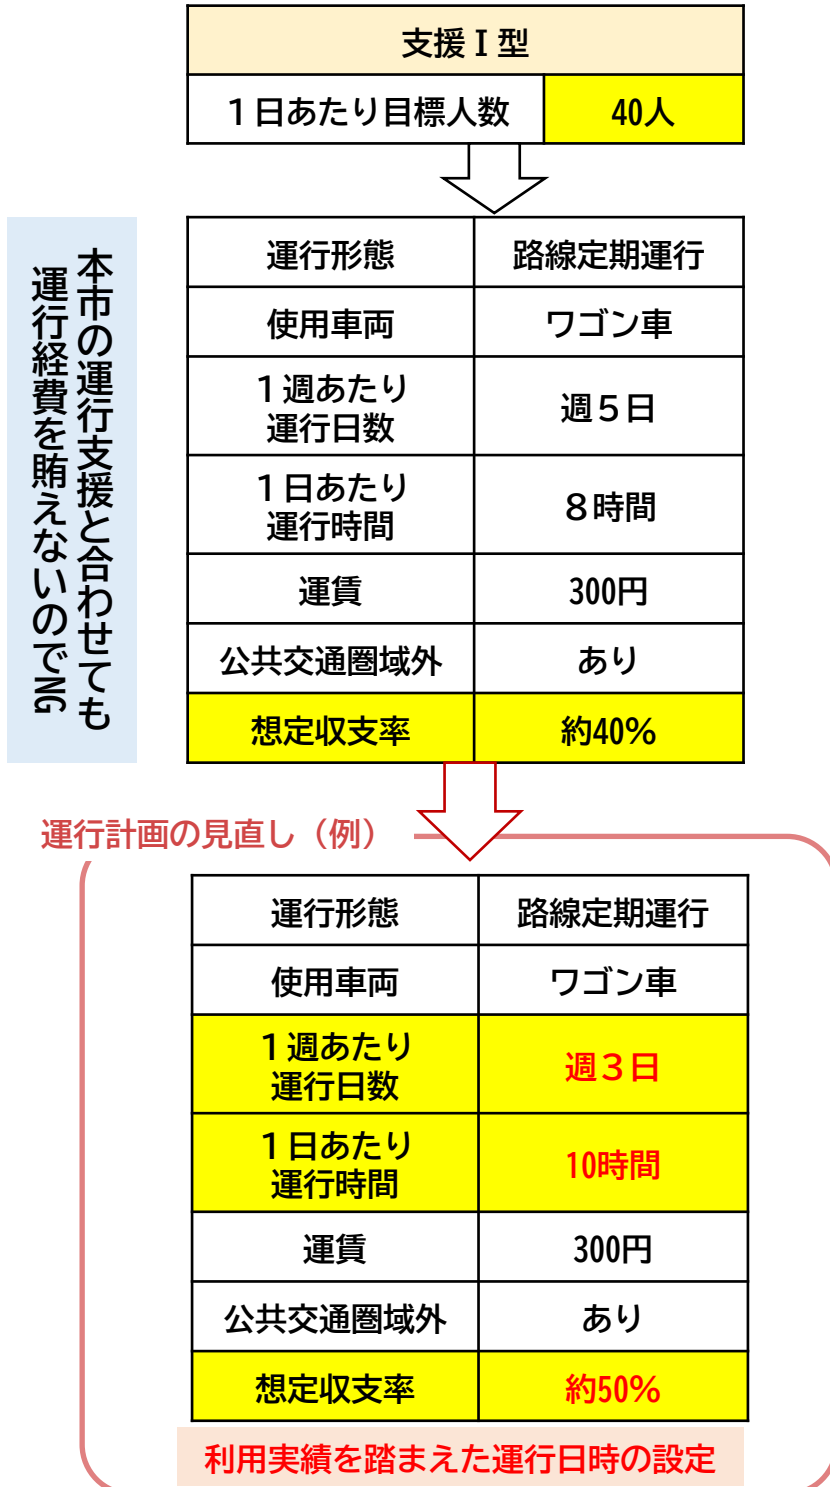 支援Ⅰ型
１日あたり目標人数 40人
本市の運行支援と合わせても
運行経費を賄えないのでNG
運行形態 路線定期運行
使用車両 ワゴン車
１週あたり
運行日数 週５日
１日あたり
運行時間 ８時間
運賃 300円
公共交通圏域外 あり
想定収支率 約40%
運行計画の見直し（例）
運行形態 路線定期運行
使用車両 ワゴン車
１週あたり
運行日数 週３日
１日あたり
運行時間 10時間
運賃 300円
公共交通圏域外 あり
想定収支率 約50%
利用実績を踏まえた運行日時の設定